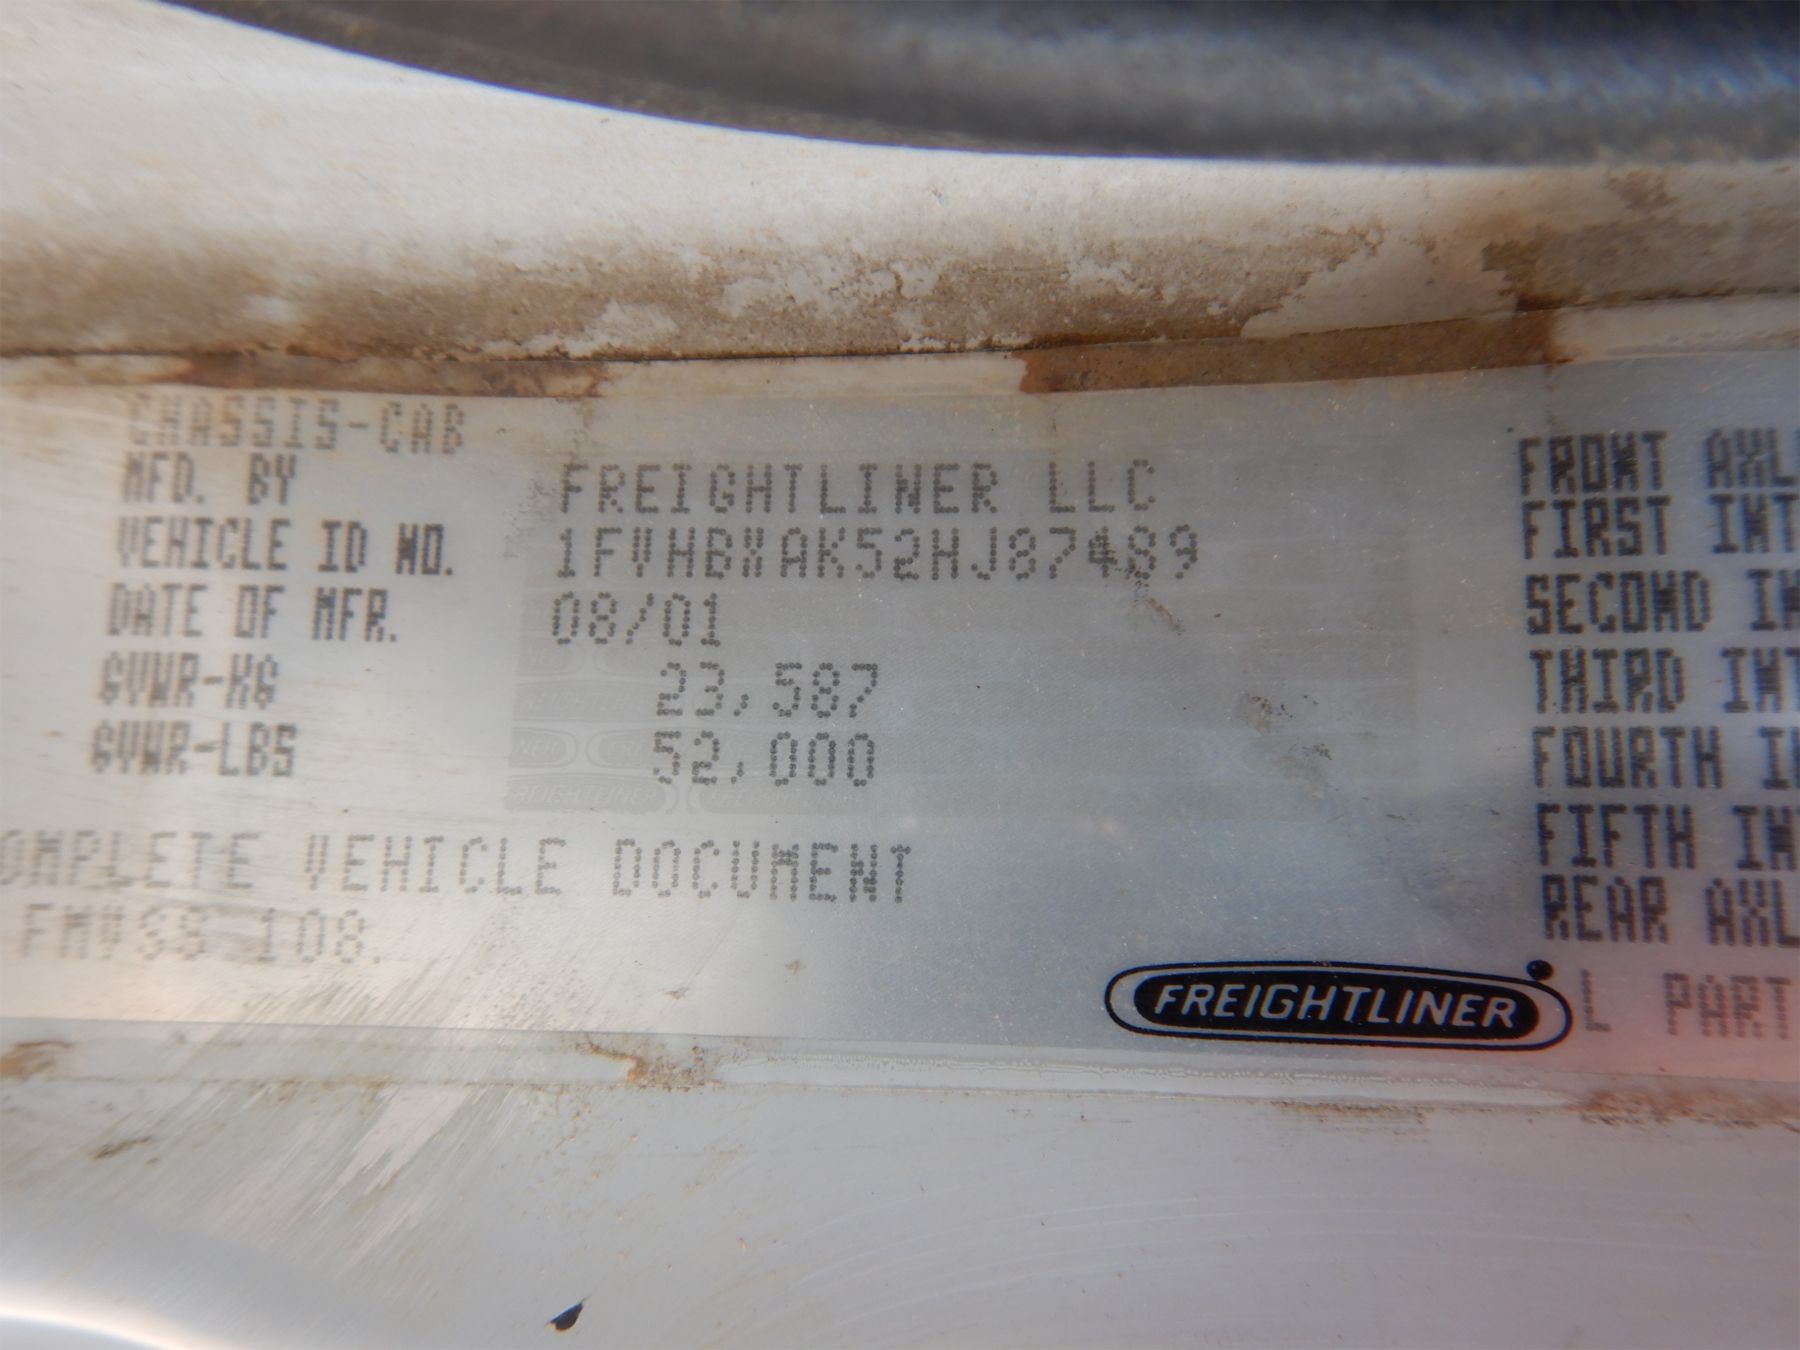 CHASSIS-CAB
MFD. BY FREIGHTLINER LLC
VEHICLE ID NO. 1FVHBXAK52HJ87489
DATE OF MFR. 08/01
GVWR-KG 23,587
GVWR-LBS 52,000
OMPLETE VEHICLE DOCUMENT
108.
FRONT AXL
FIRST INT
SECOND IN
THIRD INT
FOURTH IN
FIFTH INT
REAR AXL
FREIGHTLINER
PART